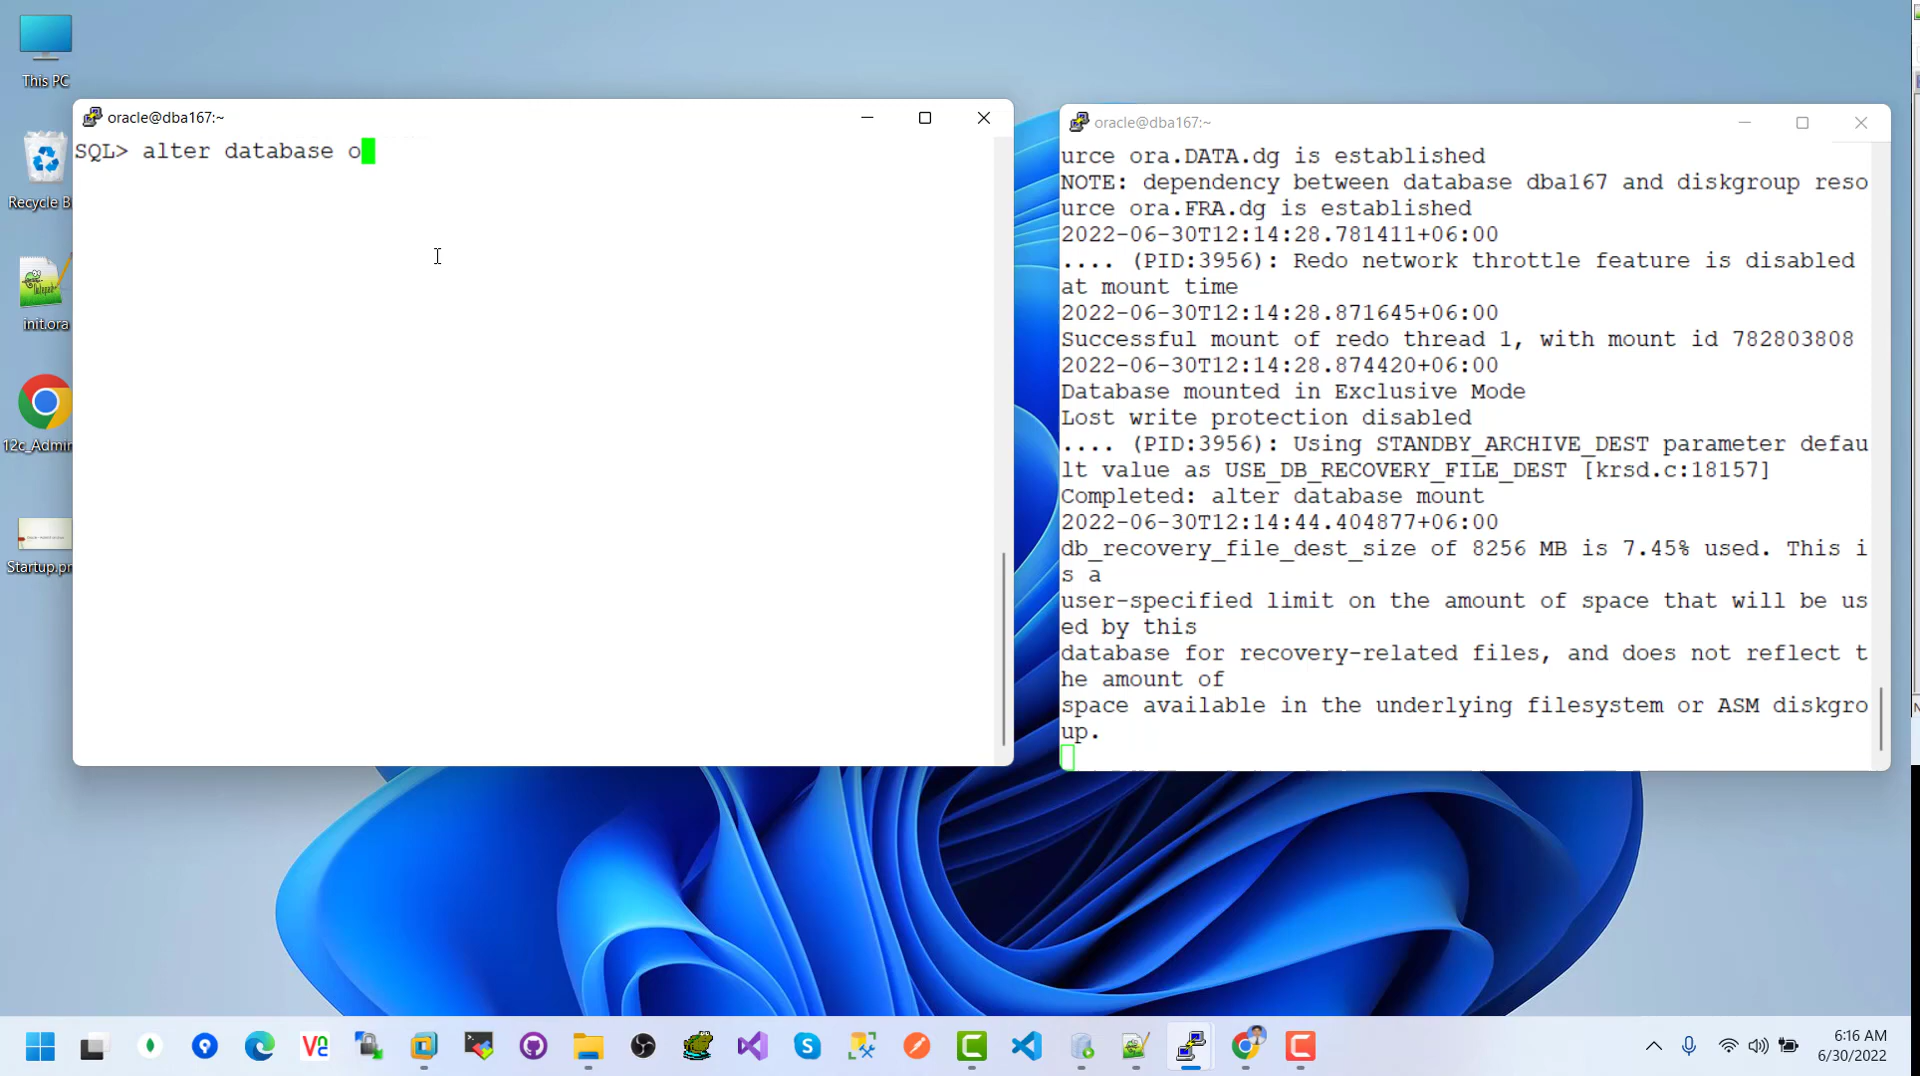 This PC
Recycle B
init.ora
12c_Admin
Startup.pr
oracle@dba167:~
SQL> alter database o
oracle@dba167:~
urce ora.DATA.dg is established
NOTE: dependency between database dba167 and diskgroup reso
urce ora.FRA.dg is established
2022-06-30T12:14:28.781411+06:00
.... (PID:3956): Redo network throttle feature is disabled
at mount time
2022-06-30T12:14:28.871645+06:00
Successful mount of redo thread 1, with mount id 782803808
2022-06-30T12:14:28.874420+06:00
Database mounted in Exclusive Mode
Lost write protection disabled
.... (PID:3956): Using STANDBY_ARCHIVE_DEST parameter defau
lt value as USE_DB_RECOVERY_FILE_DEST [krsd.c:18157]
Completed: alter database mount
2022-06-30T12:14:44.404877+06:00
db_recovery_file_dest_size of 8256 MB is 7.45% used. This i
s a
user-specified limit on the amount of space that will be us
ed by this
database for recovery-related files, and does not reflect t
he amount of
space available in the underlying filesystem or ASM diskgro
up.
6:16 AM
6/30/2022